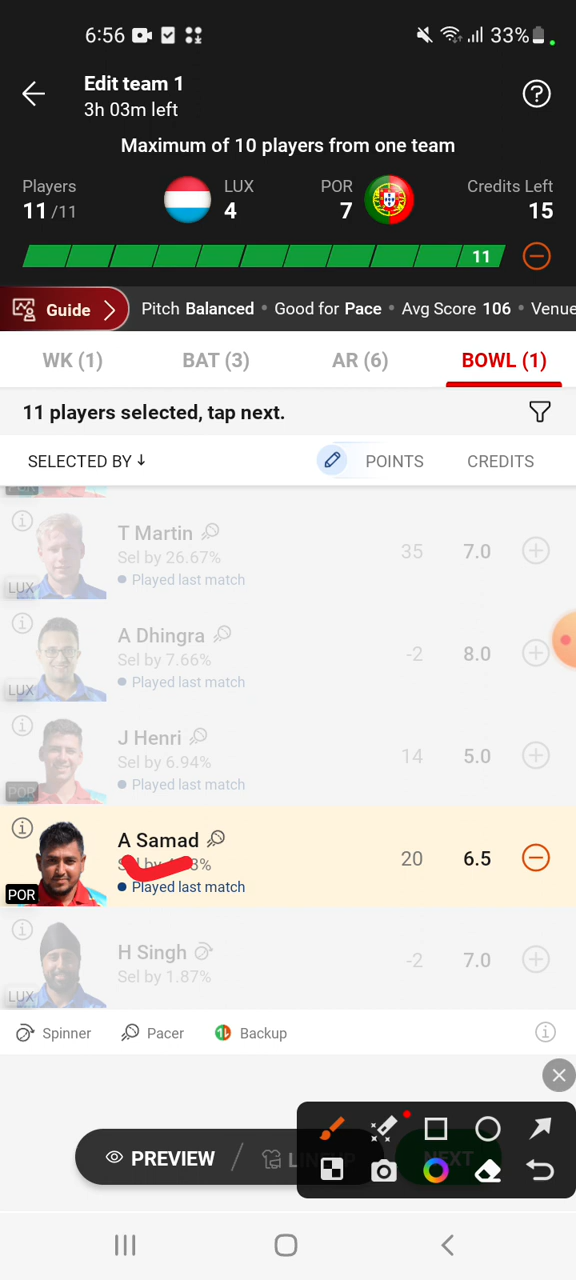 6:56
33%
Edit team 1
3h 03m left
Maximum of 10 players from one team
Players
11/11
LUX
4
POR
7
Credits Left
15
11
Guide
Pitch Balanced • Good for Pace • Avg Score 106 • Venue
WK (1)
BAT (3)
AR (6)
BOWL (1)
11 players selected, tap next.
SELECTED BY ↓
POINTS
CREDITS
POR
T Martin
Sel by 26.67%
Played last match
35
7.0
LUX
A Dhingra
Sel by 7.66%
Played last match
-2
8.0
LUX
J Henri
Sel by 6.94%
Played last match
14
5.0
POR
A Samad
Sel by
Played last match
20
6.5
POR
H Singh
Sel by 1.87%
-2
7.0
LUX
Spinner
Pacer
Backup
PREVIEW
NEXT